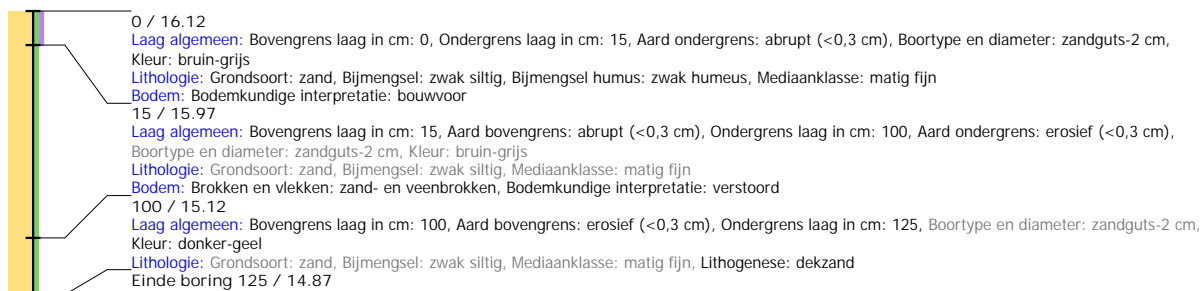 0 / 16.12
Laag algemeen: Bovengrens laag in cm: 0, Ondergrens laag in cm: 15, Aard ondergrens: abrupt (<0,3 cm), Boortype en diameter: zandguts-2 cm,
Kleur: bruin-grijs
Lithologie: Grondsoort: zand, Bijmengsel: zwak siltig, Bijmengsel humus: zwak humeus, Mediaanklasse: matig fijn
Bodem: Bodemkundige interpretatie: bouwvoor
15 / 15.97
Laag algemeen: Bovengrens laag in cm: 15, Aard bovengrens: abrupt (<0,3 cm), Ondergrens laag in cm: 100, Aard ondergrens: erosief (<0,3 cm),
Boortype en diameter: zandguts-2 cm, Kleur: bruin-grijs
Lithologie: Grondsoort: zand, Bijmengsel: zwak siltig, Mediaanklasse: matig fijn
Bodem: Brokken en vlekken: zand- en veenbrokken, Bodemkundige interpretatie: verstoord
100 / 15.12
Laag algemeen: Bovengrens laag in cm: 100, Aard bovengrens: erosief (<0,3 cm), Ondergrens laag in cm: 125, Boortype en diameter: zandguts-2 cm,
Kleur: donker-geel
Lithologie: Grondsoort: zand, Bijmengsel: zwak siltig, Mediaanklasse: matig fijn, Lithogenese: dekzand
Einde boring 125 / 14.87